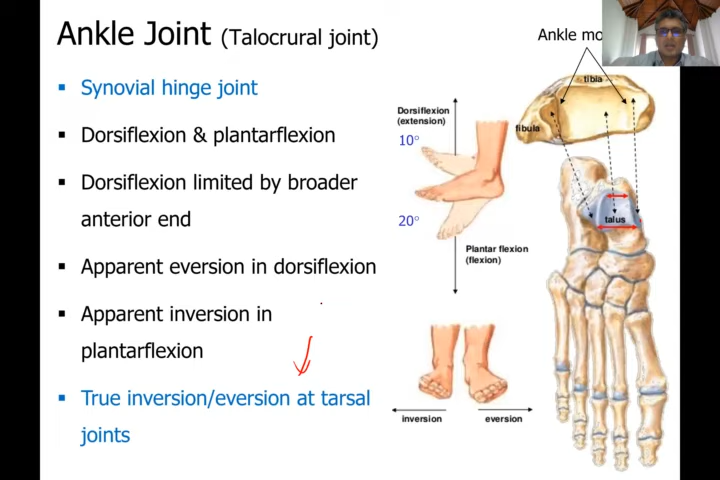 Ankle Joint (Talocrural joint)
Synovial hinge joint
Dorsiflexion & plantarflexion
Dorsiflexion limited by broader
anterior end
Apparent eversion in dorsiflexion
Apparent inversion in
plantarflexion
True inversion/eversion at tarsal
joints
Ankle mo
tibia
fibula
Dorsiflexion
(extension)
10°
20°
talus
Plantar flexion
(flexion)
inversion
eversion